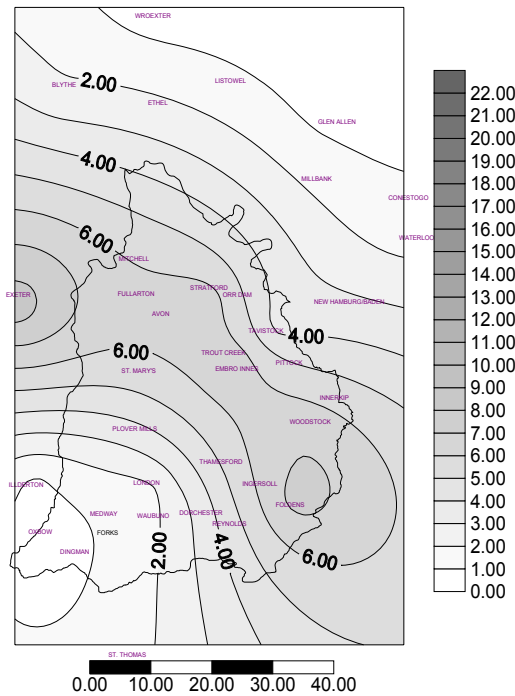 WROEXTER
BLYTHE
2.00
LISTOWEL
ETHEL
GLEN ALLEN
4.00
MILLBANK
CONESTOGO
6.00
WATERLOO
MITCHELL
EXETER
FULLARTON
STRATFORD
ORR DAM
NEW HAMBURG/BADEN
AVON
TAVISTOCK
4.00
6.00
TROUT CREEK
PITTOCK
ST. MARY'S
EMBRO INNES
INNERKIP
WOODSTOCK
PLOVER MILLS
THAMESFORD
ILDERTON
LONDON
INGERSOLL
FOLDENS
MEDWAY
WAUBUNO
DORCHESTER
REYNOLDS
OXBOW
FORKS
DINGMAN
2.00
4.00
6.00
ST. THOMAS
0.00 10.00 20.00 30.00 40.00
22.00
21.00
20.00
19.00
18.00
17.00
16.00
15.00
14.00
13.00
12.00
11.00
10.00
9.00
8.00
7.00
6.00
5.00
4.00
3.00
2.00
1.00
0.00